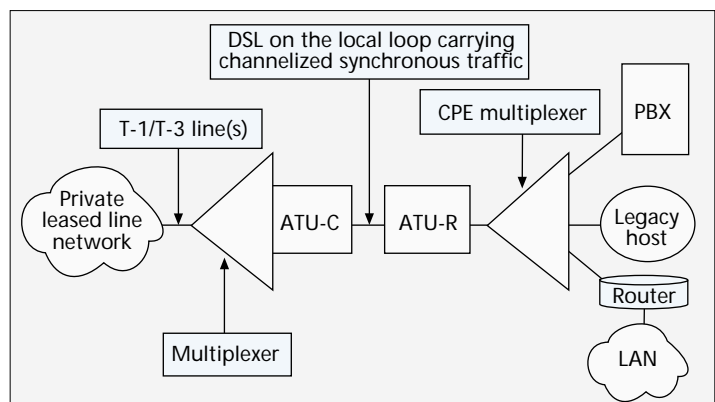 DSL on the local loop carrying
channelized synchronous traffic
PBX
CPE multiplexer
T-1/T-3 line(s)
Private
leased line
network
ATU-C
ATU-R
Legacy
host
Router
Multiplexer
LAN